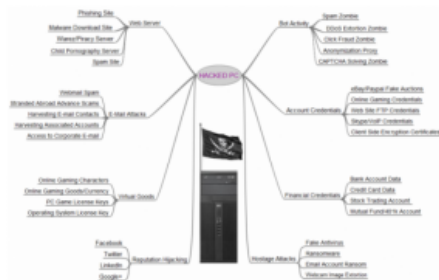 HACKED PC
Web Server
Phishing Site
Malware Download Site
Warez/Piracy Server
Child Pornography Server
Spam Site
E-Mail Attacks
Webmail Spam
Stranded Abroad Advance Scams
Harvesting E-mail Contacts
Harvesting Associated Accounts
Access to Corporate E-mail
Virtual Goods
Online Gaming Characters
Online Gaming Goods/Currency
PC Game License Keys
Operating System License Key
Reputation Hijacking
Facebook
Twitter
LinkedIn
Google+
Bot Activity
Spam Zombie
DDoS Extortion Zombie
Click Fraud Zombie
Anonymization Proxy
CAPTCHA Solving Zombie
Account Credentials
eBay/Paypal Fake Auctions
Online Gaming Credentials
Web Site FTP Credentials
Skype/VoIP Credentials
Client Side Encryption Certificates
Financial Credentials
Bank Account Data
Credit Card Data
Stock Trading Account
Mutual Fund/401k Account
Hostage Attacks
Fake Antivirus
Ransomware
Email Account Ransom
Webcam Image Extortion